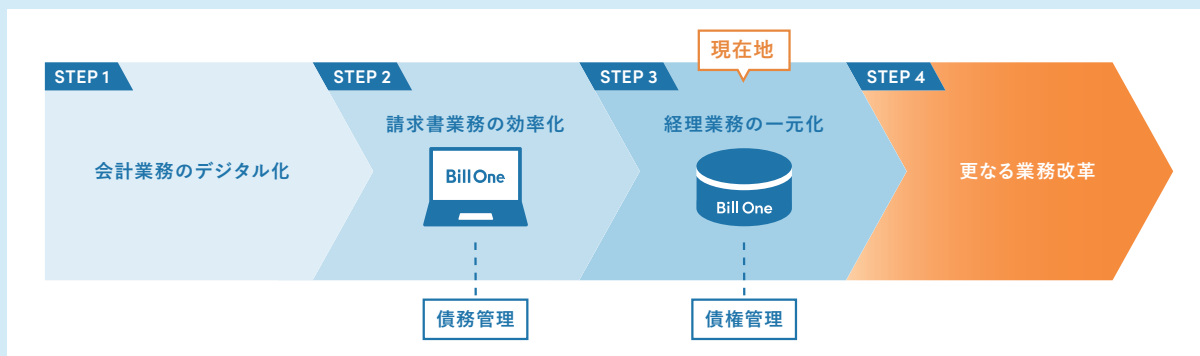 現在地
STEP 1
会計業務のデジタル化
STEP 2
請求書業務の効率化
Bill One
債務管理
STEP 3
経理業務の一元化
Bill One
債権管理
STEP 4
更なる業務改革